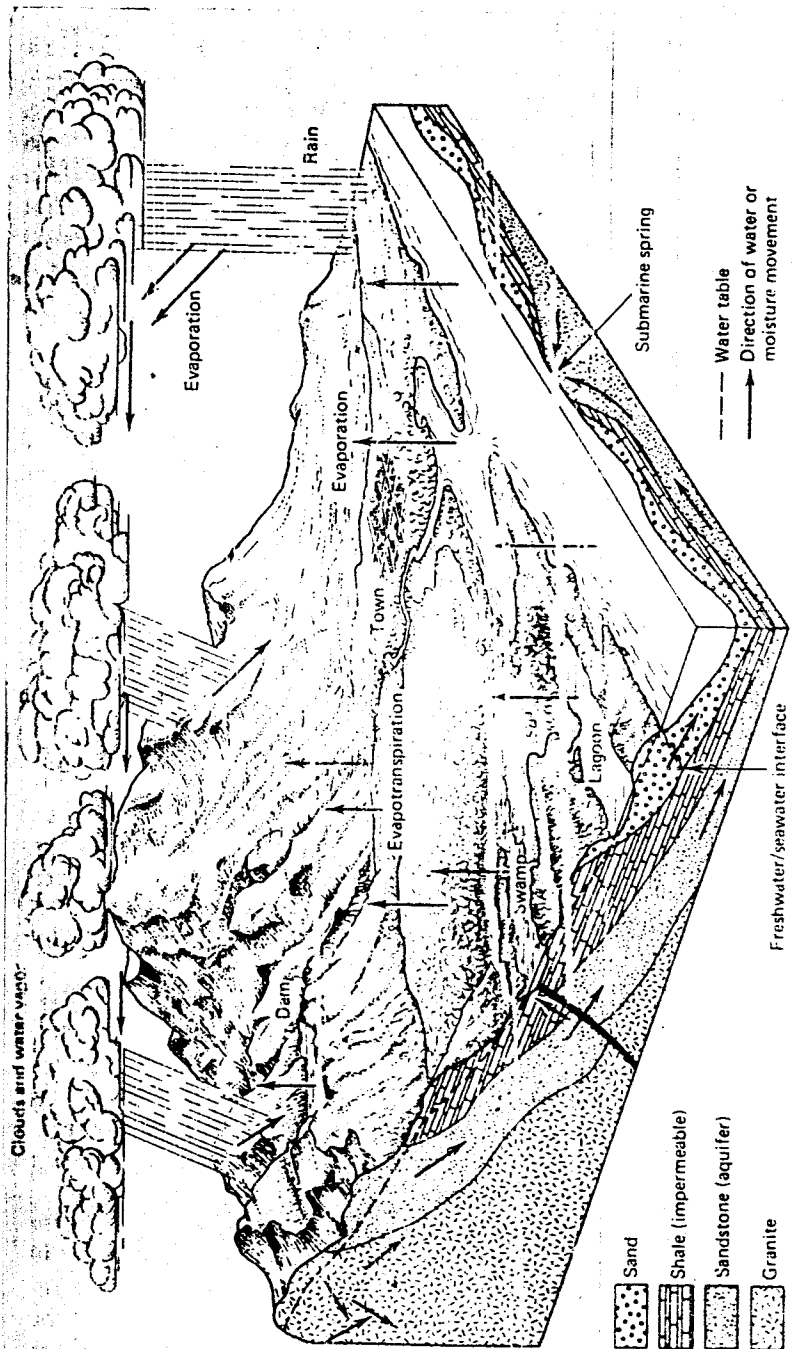 Clouds and water vapor
Evaporation
Rain
Evaporation
Town
Evapotranspiration
Dam
Swamp
Lagoon
Submarine spring
Freshwater/seawater interface
Water table
Direction of water or
moisture movement
Sand
Shale (impermeable)
Sandstone (aquifer)
Granite